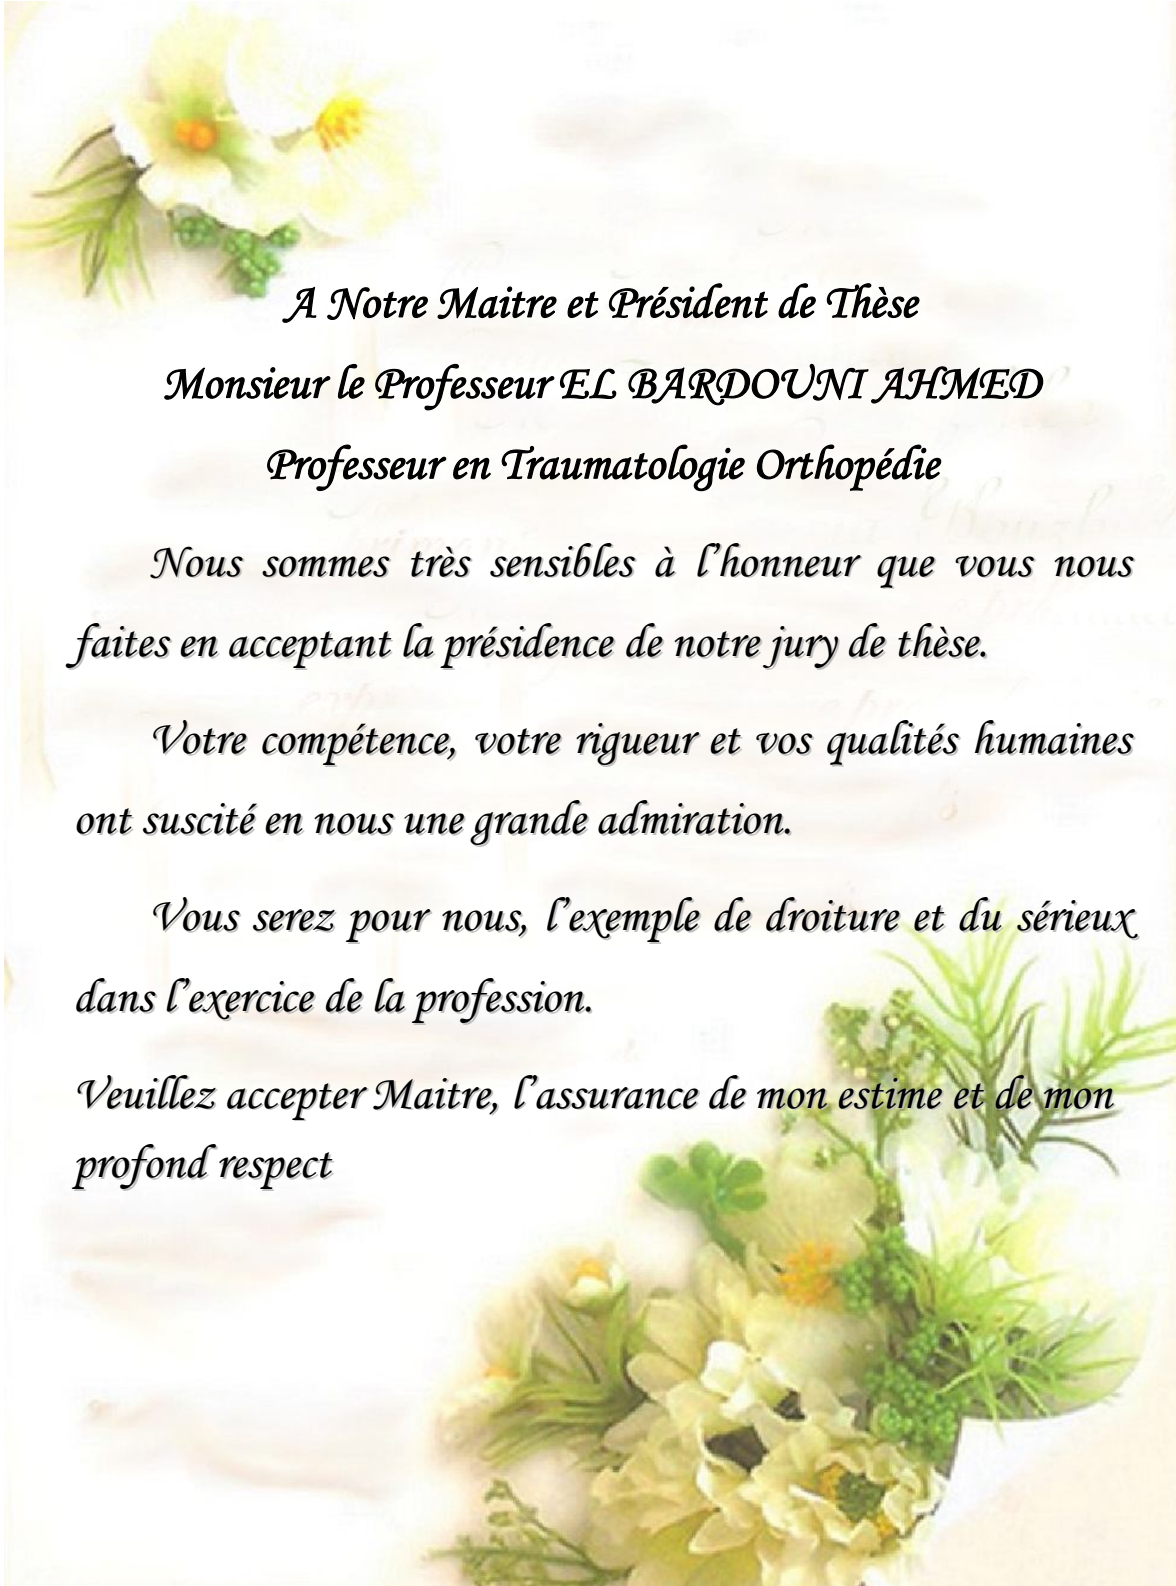 A Notre Maitre et Président de Thèse
Monsieur le Professeur EL BARDOUNI AHMED
Professeur en Traumatologie Orthopédie
Nous sommes très sensibles à l’honneur que vous nous
faites en acceptant la présidence de notre jury de thèse.
Votre compétence, votre rigueur et vos qualités humaines
ont suscité en nous une grande admiration.
Vous serez pour nous, l’exemple de droiture et du sérieux
dans l’exercice de la profession.
Veuillez accepter Maitre, l’assurance de mon estime et de mon
profond respect